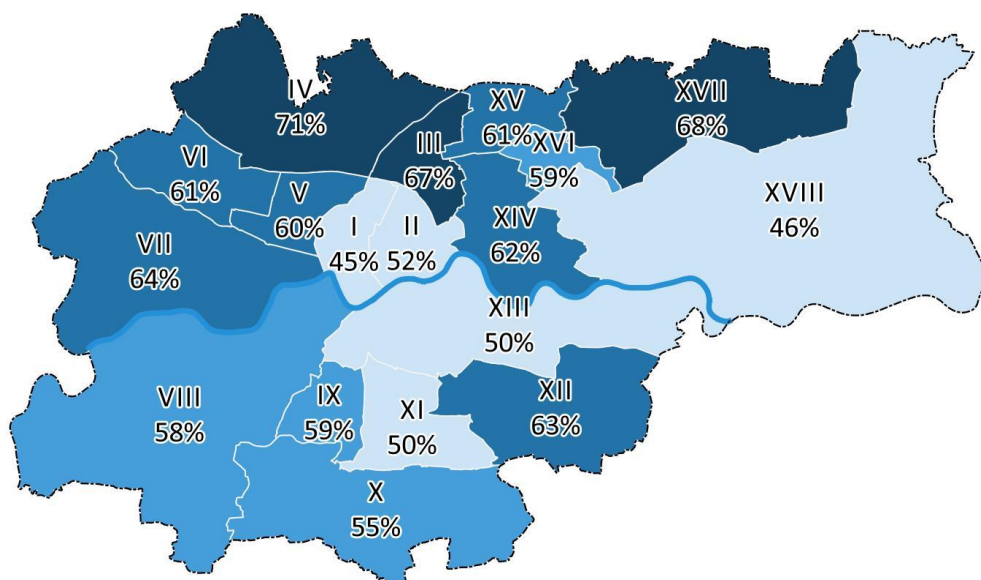 IV
71%
XV
61%
XVII
68%
III
67%
XVI
59%
VI
61%
V
60%
XVIII
46%
I
45%
II
52%
XIV
62%
VII
64%
XIII
50%
VIII
58%
IX
59%
XI
50%
XII
63%
X
55%